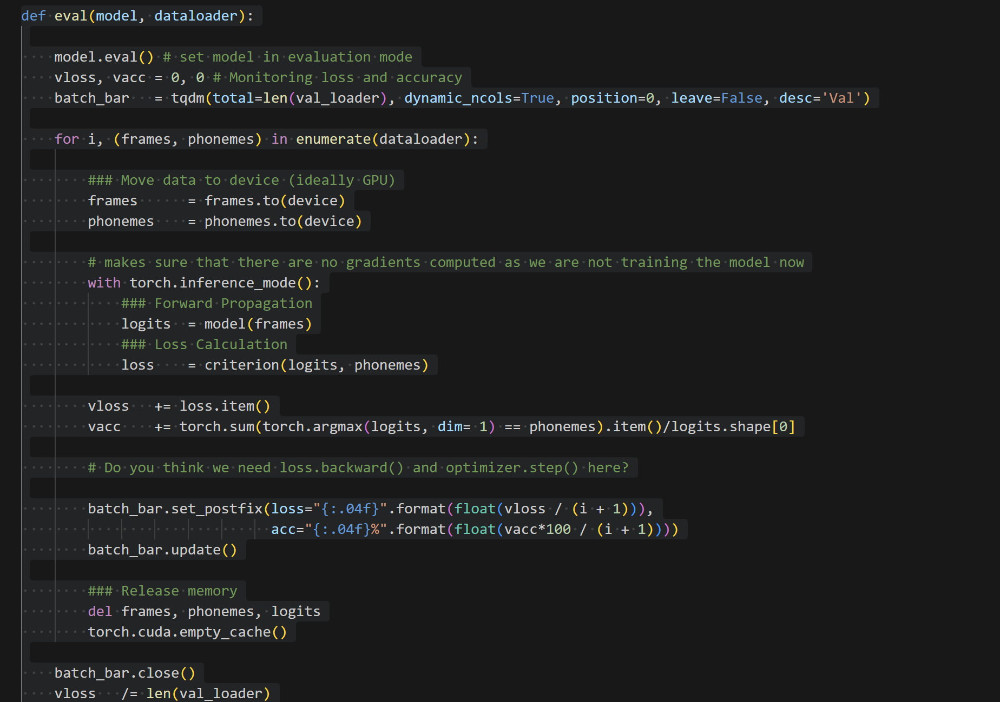 def eval(model, dataloader):
    model.eval() # set model in evaluation mode
    vloss, vacc = 0, 0 # Monitoring loss and accuracy
    batch_bar   = tqdm(total=len(val_loader), dynamic_ncols=True, position=0, leave=False, desc='Val')
    for i, (frames, phonemes) in enumerate(dataloader):
        ### Move data to device (ideally GPU)
        frames      = frames.to(device)
        phonemes    = phonemes.to(device)
        # makes sure that there are no gradients computed as we are not training the model now
        with torch.inference_mode():
            ### Forward Propagation
            logits  = model(frames)
            ### Loss Calculation
            loss    = criterion(logits, phonemes)
        vloss   += loss.item()
        vacc    += torch.sum(torch.argmax(logits, dim= 1) == phonemes).item()/logits.shape[0]
        # Do you think we need loss.backward() and optimizer.step() here?
        batch_bar.set_postfix(loss="{:.04f}".format(float(vloss / (i + 1))),
                              acc="{:.04f}%".format(float(vacc*100 / (i + 1))))
        batch_bar.update()
        ### Release memory
        del frames, phonemes, logits
        torch.cuda.empty_cache()
    batch_bar.close()
    vloss   /= len(val_loader)